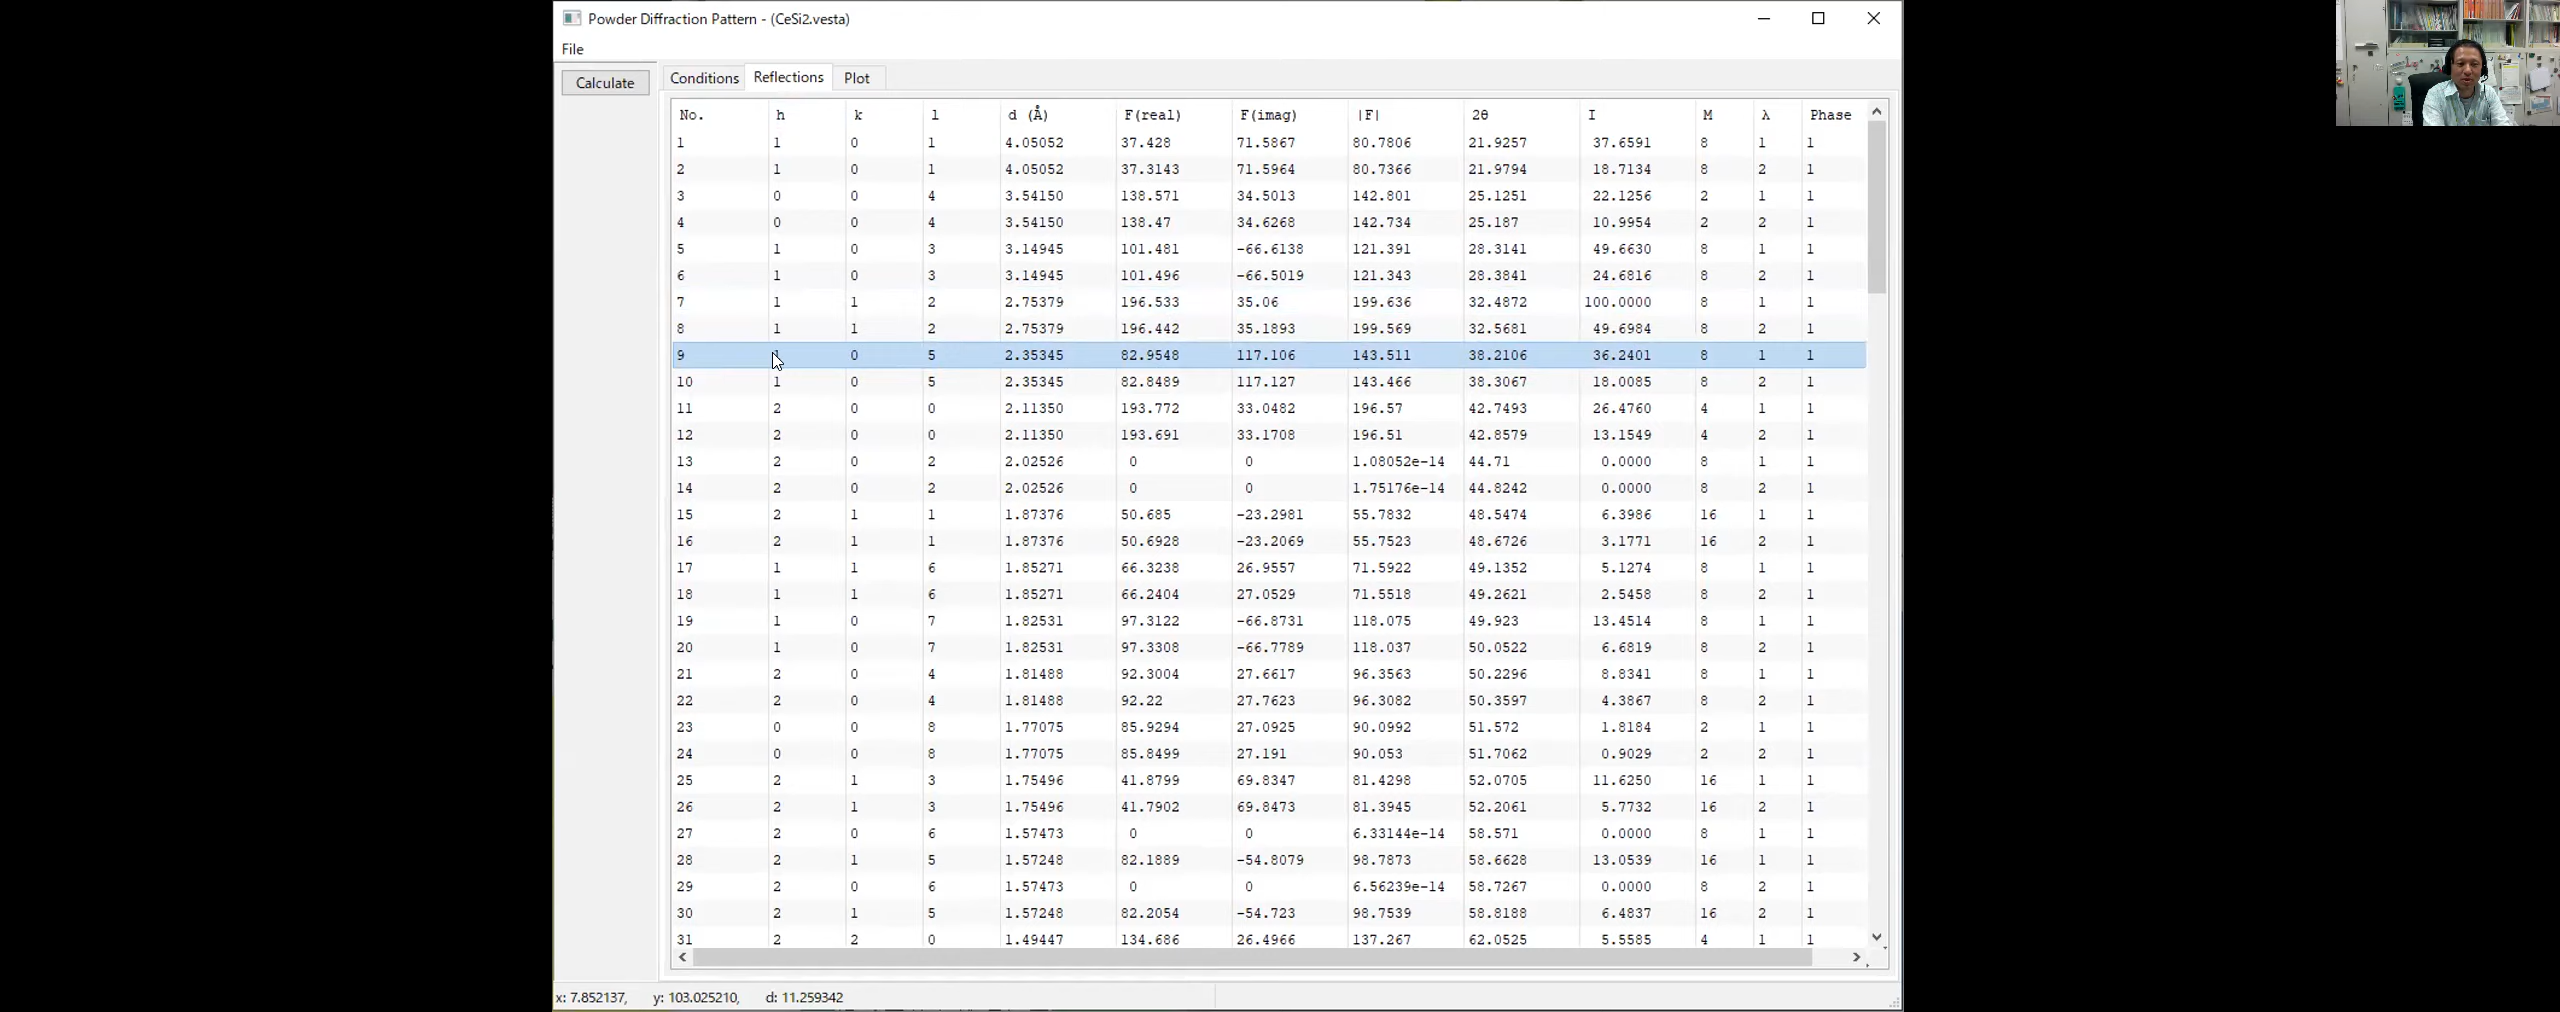 Powder Diffraction Pattern - (CeSi2.vesta)
File
Calculate
Conditions Reflections Plot
No. h k l d (Å) F(real) F(imag) |F| 2θ I M λ Phase
1 1 0 1 4.05052 37.428 71.5867 80.7806 21.9257 37.6591 8 1 1
2 1 0 1 4.05052 37.3143 71.5964 80.7366 21.9794 18.7134 8 2 1
3 0 0 4 3.54150 138.571 34.5013 142.801 25.1251 22.1256 2 1 1
4 0 0 4 3.54150 138.47 34.6268 142.734 25.187 10.9954 2 2 1
5 1 0 3 3.14945 101.481 -66.6138 121.391 28.3141 49.6630 8 1 1
6 1 0 3 3.14945 101.496 -66.5019 121.343 28.3841 24.6816 8 2 1
7 1 1 2 2.75379 196.533 35.06 199.636 32.4872 100.0000 8 1 1
8 1 1 2 2.75379 196.442 35.1893 199.569 32.5681 49.6984 8 2 1
9 1 0 5 2.35345 82.9548 117.106 143.511 38.2106 36.2401 8 1 1
10 1 0 5 2.35345 82.8489 117.127 143.466 38.3067 18.0085 8 2 1
11 2 0 0 2.11350 193.772 33.0482 196.57 42.7493 26.4760 4 1 1
12 2 0 0 2.11350 193.691 33.1708 196.51 42.8579 13.1549 4 2 1
13 2 0 2 2.02526 0 0 1.08052e-14 44.71 0.0000 8 1 1
14 2 0 2 2.02526 0 0 1.75176e-14 44.8242 0.0000 8 2 1
15 2 1 1 1.87376 50.685 -23.2981 55.7832 48.5474 6.3986 16 1 1
16 2 1 1 1.87376 50.6928 -23.2069 55.7523 48.6726 3.1771 16 2 1
17 1 1 6 1.85271 66.3238 26.9557 71.5922 49.1352 5.1274 8 1 1
18 1 1 6 1.85271 66.2404 27.0529 71.5518 49.2621 2.5458 8 2 1
19 1 0 7 1.82531 97.3122 -66.8731 118.075 49.923 13.4514 8 1 1
20 1 0 7 1.82531 97.3308 -66.7789 118.037 50.0522 6.6819 8 2 1
21 2 0 4 1.81488 92.3004 27.6617 96.3563 50.2296 8.8341 8 1 1
22 2 0 4 1.81488 92.22 27.7623 96.3082 50.3597 4.3867 8 2 1
23 0 0 8 1.77075 85.9294 27.0925 90.0992 51.572 1.8184 2 1 1
24 0 0 8 1.77075 85.8499 27.191 90.053 51.7062 0.9029 2 2 1
25 2 1 3 1.75496 41.8799 69.8347 81.4298 52.0705 11.6250 16 1 1
26 2 1 3 1.75496 41.7902 69.8473 81.3945 52.2061 5.7732 16 2 1
27 2 0 6 1.57473 0 0 6.33144e-14 58.571 0.0000 8 1 1
28 2 1 5 1.57248 82.1889 -54.8079 98.7873 58.6628 13.0539 16 1 1
29 2 0 6 1.57473 0 0 6.56239e-14 58.7267 0.0000 8 2 1
30 2 1 5 1.57248 82.2054 -54.723 98.7539 58.8188 6.4837 16 2 1
31 2 2 0 1.49447 134.686 26.4966 137.267 62.0525 5.5585 4 1 1
x: 7.852137, y: 103.025210, d: 11.259342